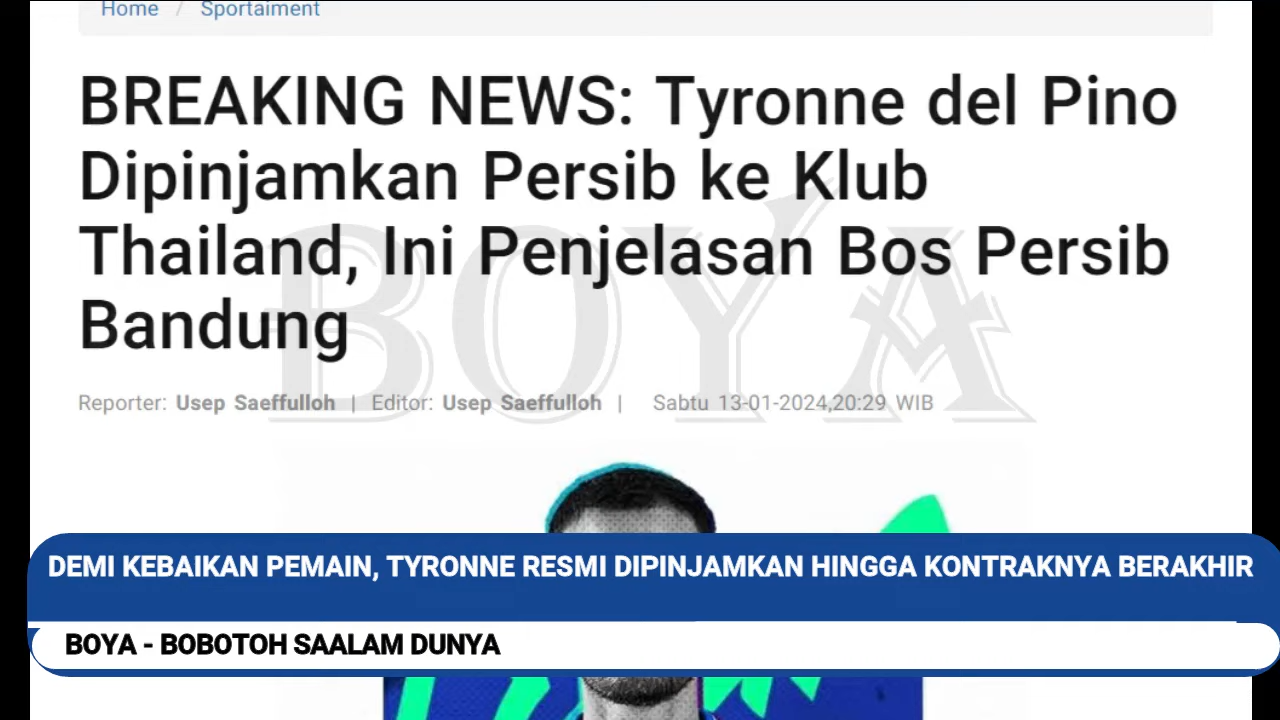 Home / Sportaiment
BREAKING NEWS: Tyronne del Pino
Dipinjamkan Persib ke Klub
Thailand, Ini Penjelasan Bos Persib
Bandung
BOYA
Reporter: Usep Saeffulloh | Editor: Usep Saeffulloh | Sabtu 13-01-2024,20:29 WIB
DEMI KEBAIKAN PEMAIN, TYRONNE RESMI DIPINJAMKAN HINGGA KONTRAKNYA BERAKHIR
BOYA - BOBOTOH SAALAM DUNYA